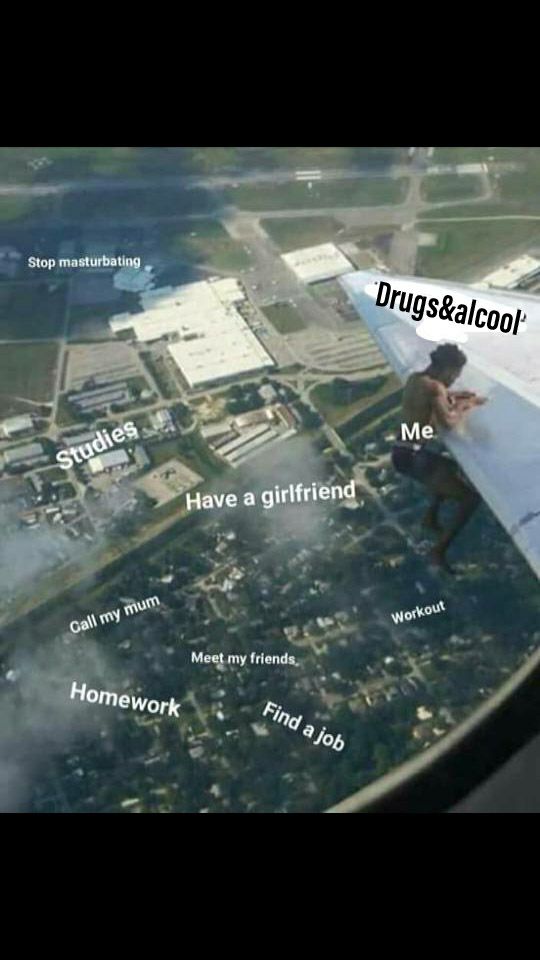 Stop masturbating
Drugs&alcool
Me
Studies
Have a girlfriend
Call my mum
Workout
Meet my friends
Homework
Find a job